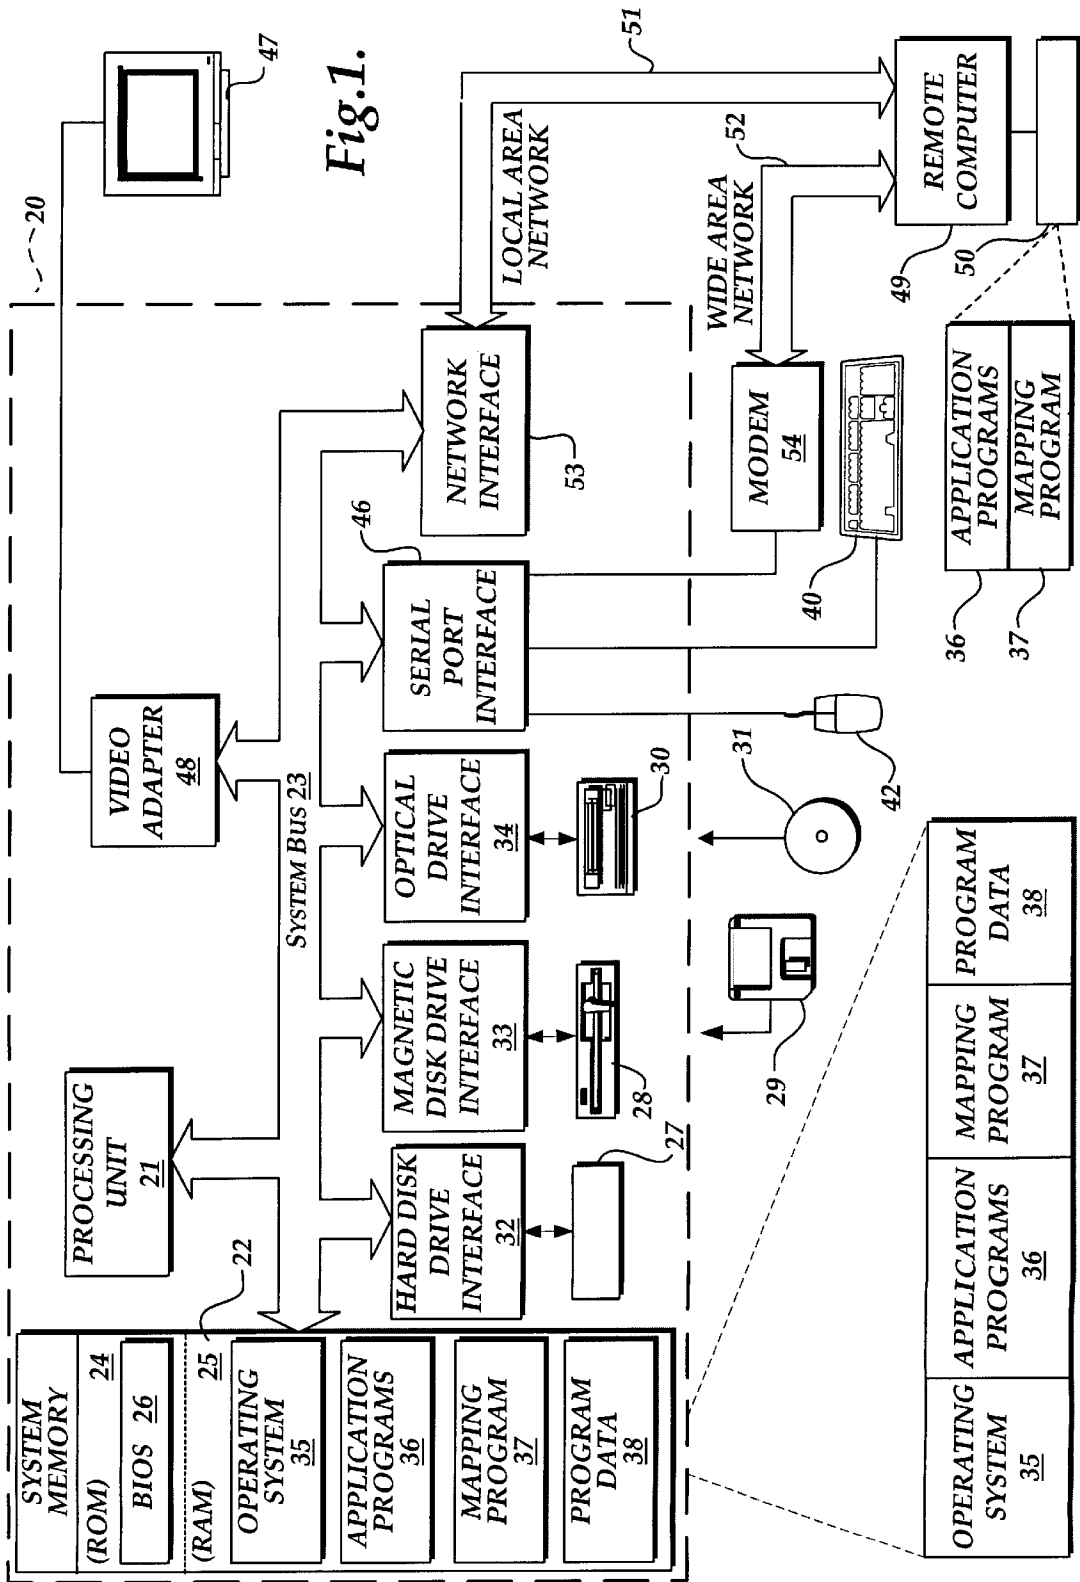 Fig.1.
20
47
SYSTEM
MEMORY
(ROM) 24
BIOS 26
(RAM) 25
22
OPERATING
SYSTEM
35
APPLICATION
PROGRAMS
36
MAPPING
PROGRAM
37
PROGRAM
DATA
38
PROCESSING
UNIT
21
VIDEO
ADAPTER
48
SYSTEM BUS 23
HARD DISK
DRIVE
INTERFACE
32
MAGNETIC
DISK DRIVE
INTERFACE
33
OPTICAL
DRIVE
INTERFACE
34
SERIAL
PORT
INTERFACE
46
NETWORK
INTERFACE
53
27
28
30
29
31
42
40
MODEM
54
LOCAL AREA
NETWORK
51
WIDE AREA
NETWORK
52
REMOTE
COMPUTER
49
50
APPLICATION
PROGRAMS
36
MAPPING
PROGRAM
37
OPERATING
SYSTEM
35
APPLICATION
PROGRAMS
36
MAPPING
PROGRAM
37
PROGRAM
DATA
38